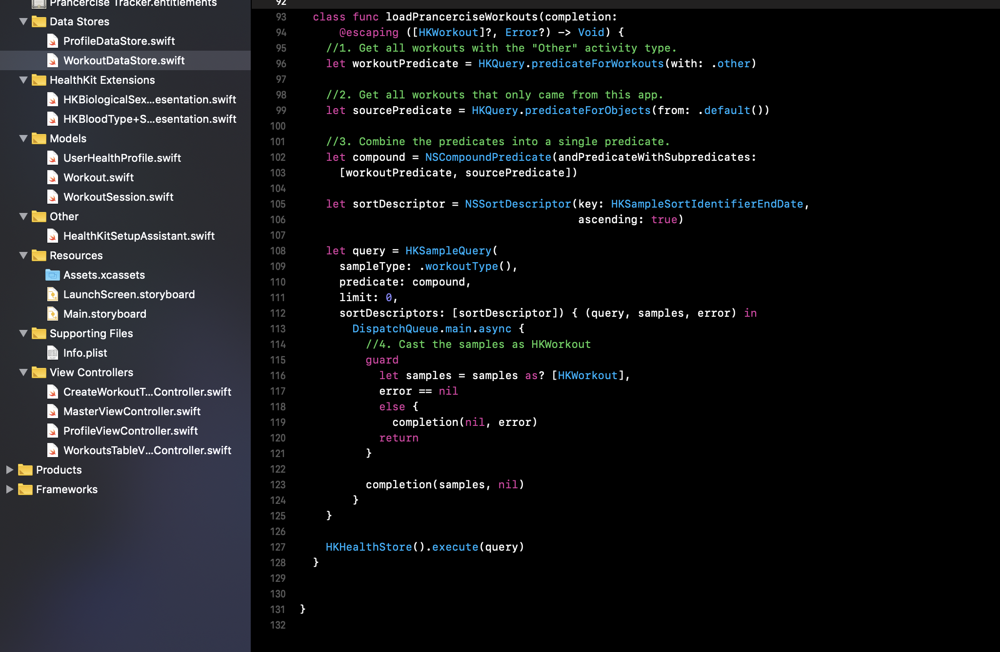 Prancercise Tracker.entitlements
Data Stores
ProfileDataStore.swift
WorkoutDataStore.swift
HealthKit Extensions
HKBiologicalSex...esentation.swift
HKBloodType+S...esentation.swift
Models
UserHealthProfile.swift
Workout.swift
WorkoutSession.swift
Other
HealthKitSetupAssistant.swift
Resources
Assets.xcassets
LaunchScreen.storyboard
Main.storyboard
Supporting Files
Info.plist
View Controllers
CreateWorkoutT...Controller.swift
MasterViewController.swift
ProfileViewController.swift
WorkoutsTableV...Controller.swift
Products
Frameworks
92
93 class func loadPrancerciseWorkouts(completion:
94 @escaping ([HKWorkout]?, Error?) -> Void) {
95 //1. Get all workouts with the "Other" activity type.
96 let workoutPredicate = HKQuery.predicateForWorkouts(with: .other)
97
98 //2. Get all workouts that only came from this app.
99 let sourcePredicate = HKQuery.predicateForObjects(from: .default())
100
101 //3. Combine the predicates into a single predicate.
102 let compound = NSCompoundPredicate(andPredicateWithSubpredicates:
103 [workoutPredicate, sourcePredicate])
104
105 let sortDescriptor = NSSortDescriptor(key: HKSampleSortIdentifierEndDate,
106 ascending: true)
107
108 let query = HKSampleQuery(
109 sampleType: .workoutType(),
110 predicate: compound,
111 limit: 0,
112 sortDescriptors: [sortDescriptor]) { (query, samples, error) in
113 DispatchQueue.main.async {
114 //4. Cast the samples as HKWorkout
115 guard
116 let samples = samples as? [HKWorkout],
117 error == nil
118 else {
119 completion(nil, error)
120 return
121 }
122
123 completion(samples, nil)
124 }
125 }
126
127 HKHealthStore().execute(query)
128 }
129
130
131 }
132